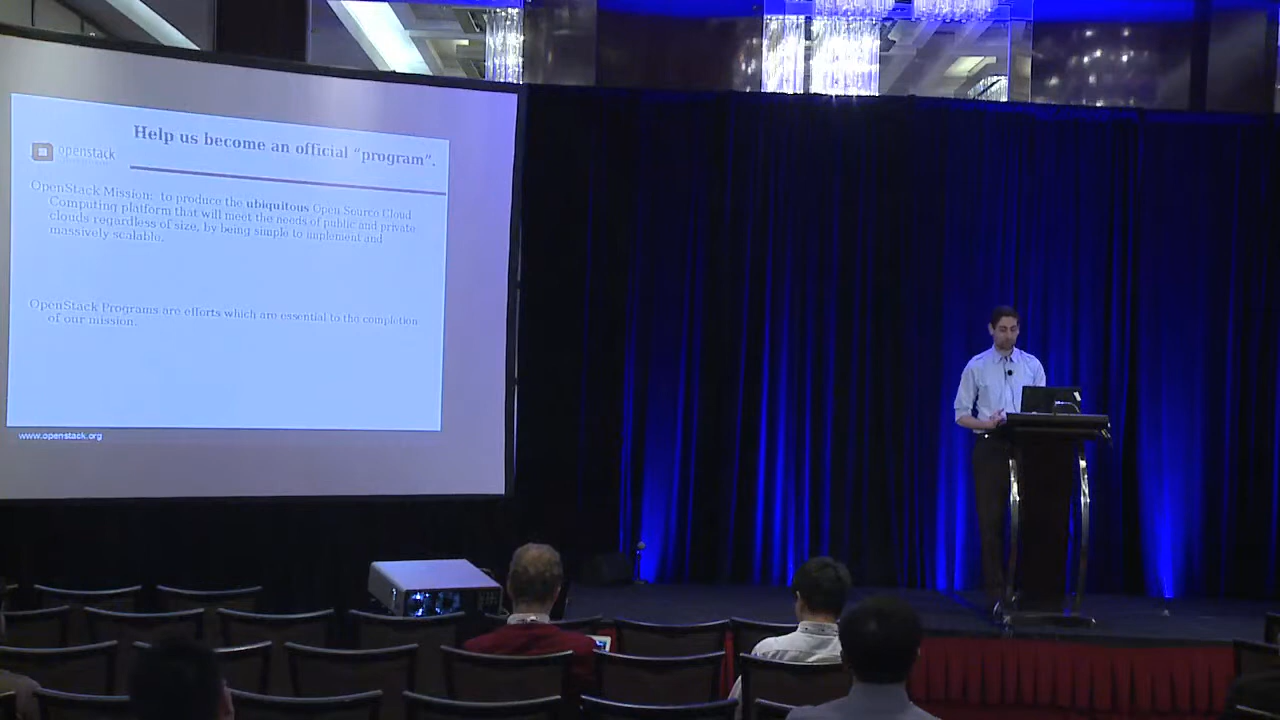 Help us become an official “program”.
openstack
OpenStack Mission: to produce the ubiquitous Open Source Cloud
Computing platform that will meet the needs of public and private
clouds regardless of size, by being simple to implement and
massively scalable.
OpenStack Programs are efforts which are essential to the completion
of our mission.
www.openstack.org